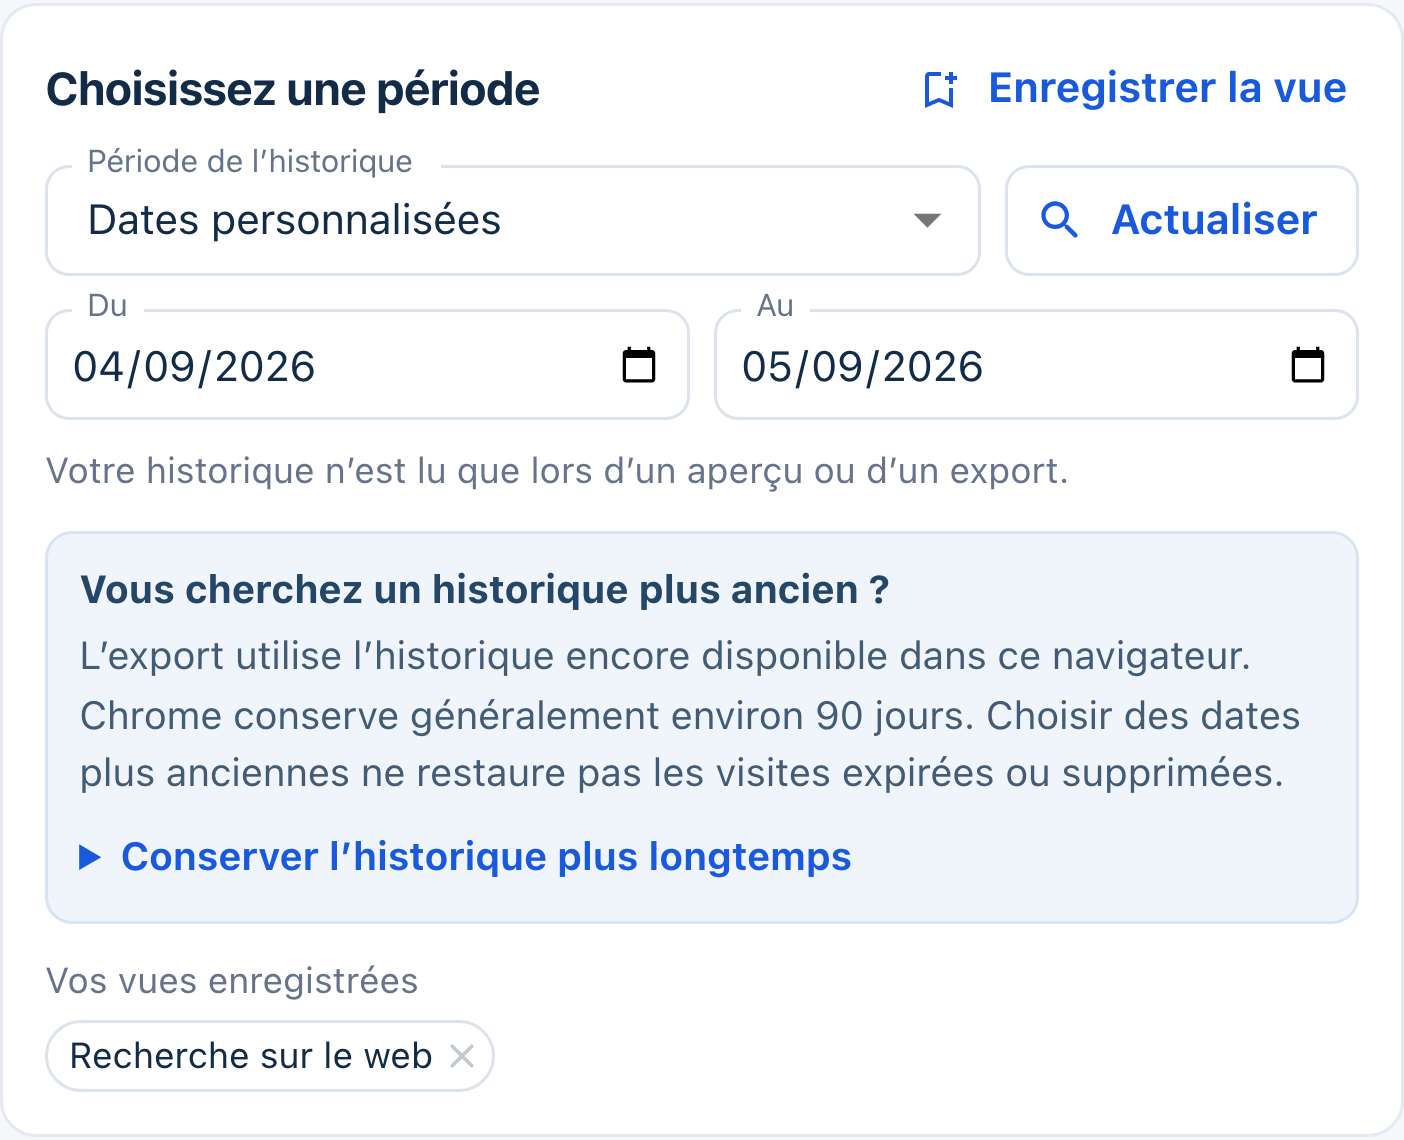 Choisissez une période
Enregistrer la vue
Période de l’historique
Dates personnalisées
Actualiser
Du
04/09/2026
Au
05/09/2026
Votre historique n’est lu que lors d’un aperçu ou d’un export.
Vous cherchez un historique plus ancien ?
L’export utilise l’historique encore disponible dans ce navigateur.
Chrome conserve généralement environ 90 jours. Choisir des dates
plus anciennes ne restaure pas les visites expirées ou supprimées.
Conserver l’historique plus longtemps
Vos vues enregistrées
Recherche sur le web